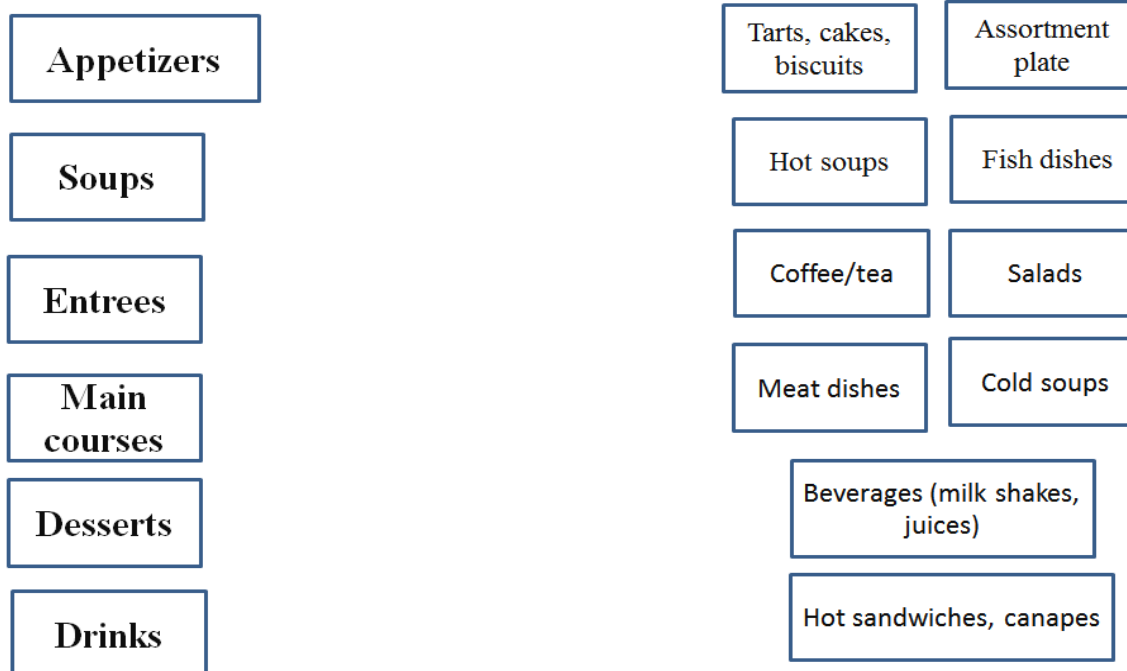 Appetizers
Soups
Entrees
Main
courses
Desserts
Drinks
Tarts, cakes,
biscuits
Assortment
plate
Hot soups
Fish dishes
Coffee/tea
Salads
Meat dishes
Cold soups
Beverages (milk shakes,
juices)
Hot sandwiches, canapes